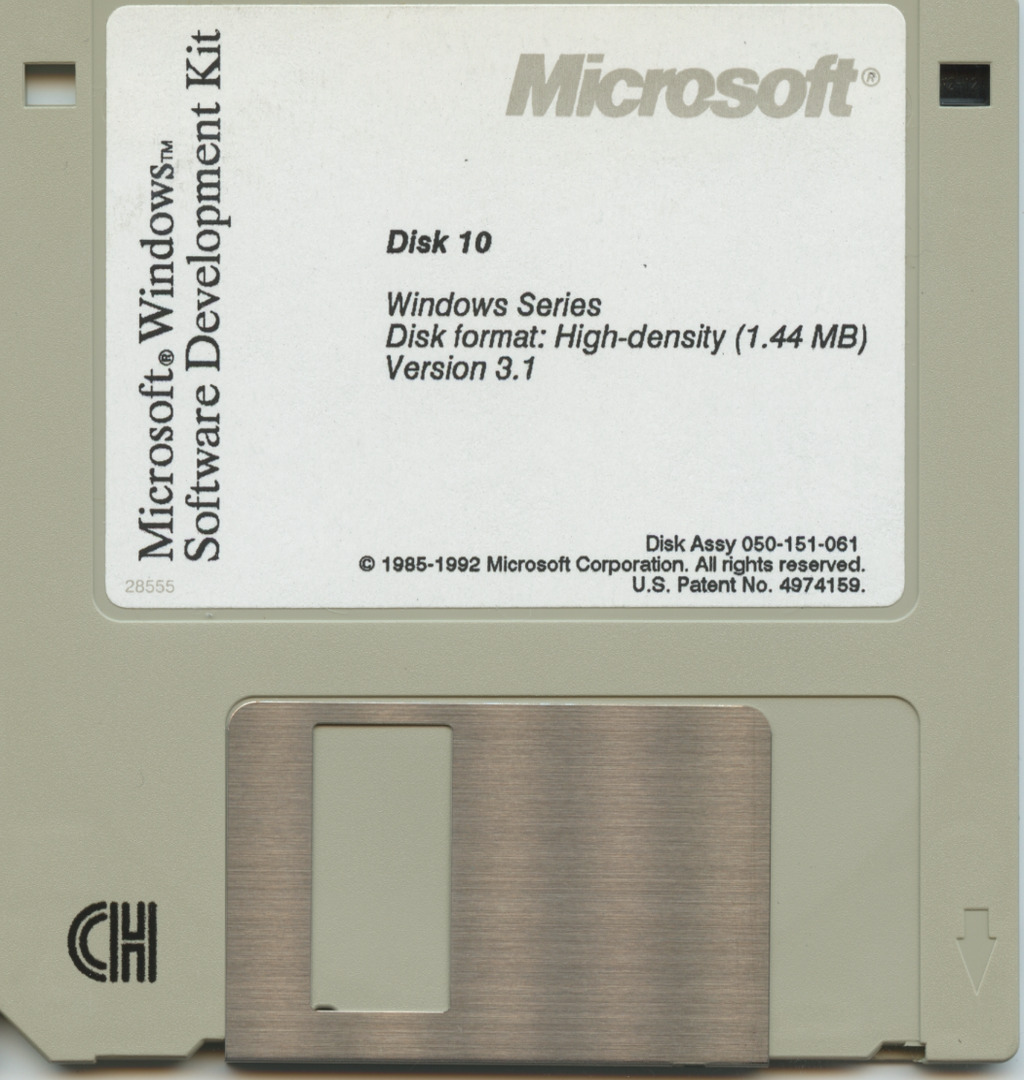 Microsoft® Windows™
Software Development Kit
Microsoft®
Disk 10
Windows Series
Disk format: High-density (1.44 MB)
Version 3.1
Disk Assy 050-151-061
© 1985-1992 Microsoft Corporation. All rights reserved.
U.S. Patent No. 4974159.
28555
CH